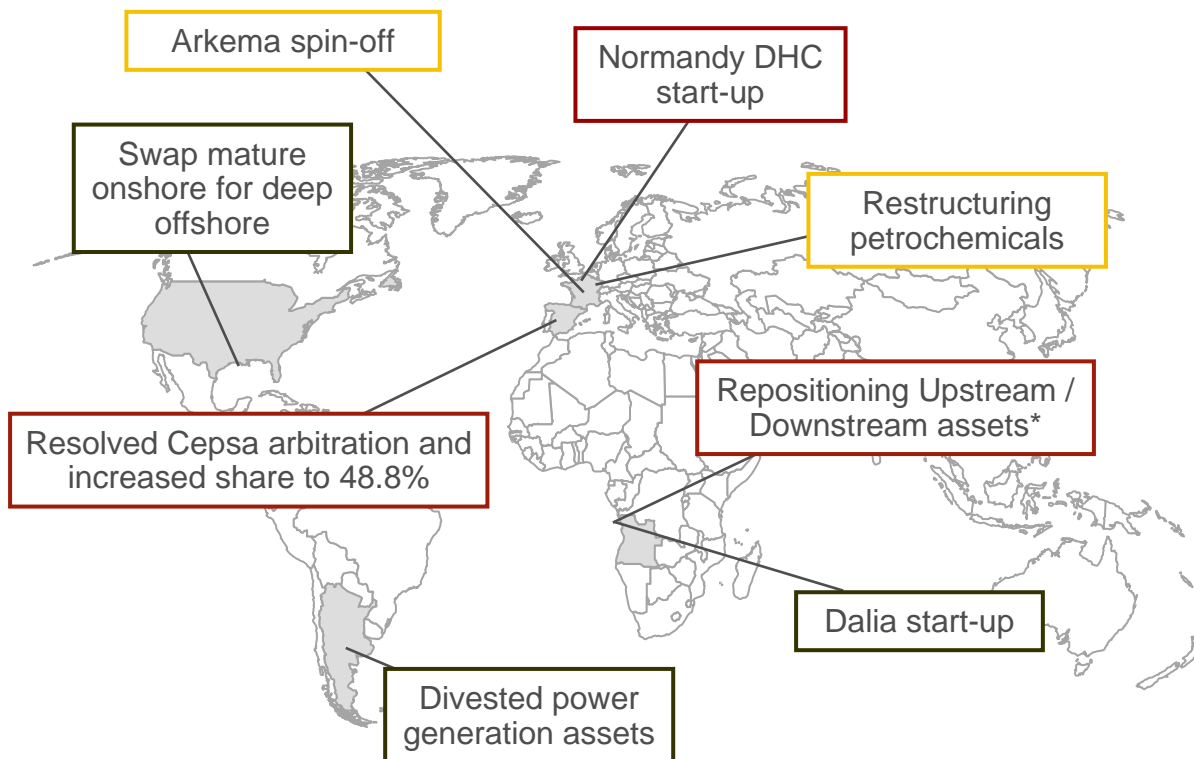 Arkema spin-off
Normandy DHC
start-up
Swap mature
onshore for deep
offshore
Restructuring
petrochemicals
Repositioning Upstream /
Downstream assets*
Resolved Cepsa arbitration and
increased share to 48.8%
Dalia start-up
Divested power
generation assets